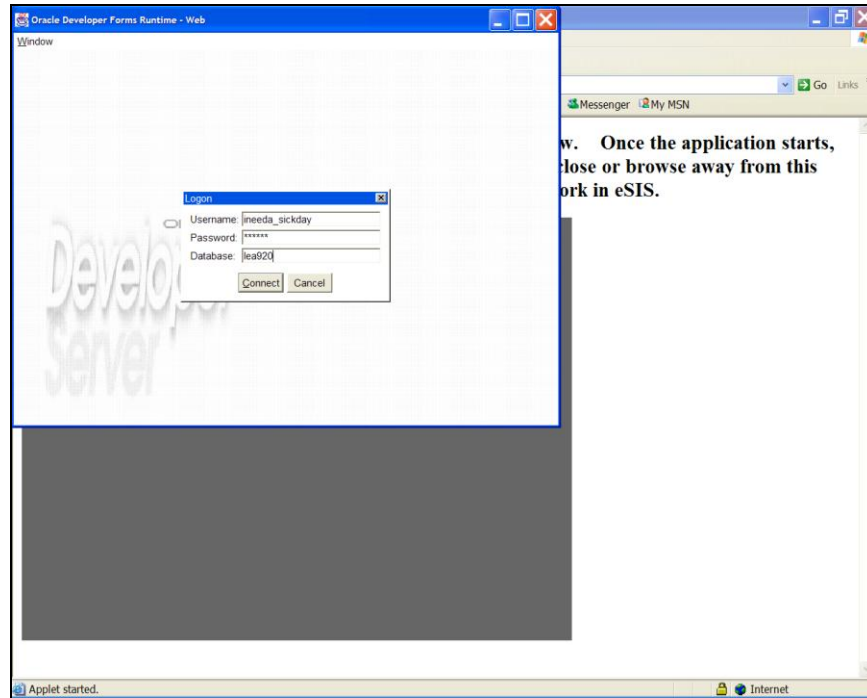 Oracle Developer Forms Runtime - Web
Window
Go Links
Messenger My MSN
w. Once the application starts,
close or browse away from this
ork in eSIS.
Logon
Username: ineeda_sickday
Password: ******
Database: lea920
Connect Cancel
Developer
Server
Applet started.
Internet